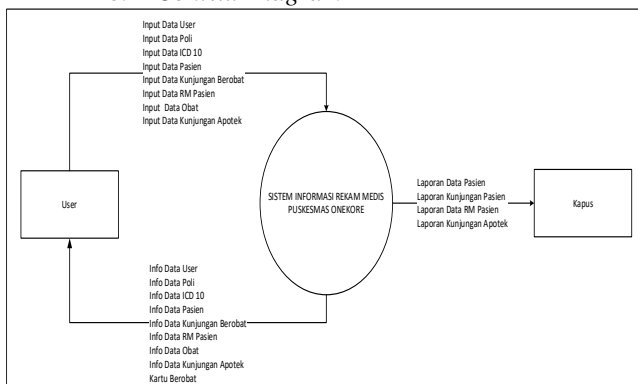 Input Data User
Input Data Poli
Input Data ICD 10
Input Data Pasien
Input Data Kunjungan Berobat
Input Data RM Pasien
Input Data Obat
Input Data Kunjungan Apotek
User
SISTEM INFORMASI REKAM MEDIS
PUSKESMAS ONEKORE
Laporan Data Pasien
Laporan Kunjungan Pasien
Laporan Data RM Pasien
Laporan Kunjungan Apotek
Kapus
Info Data User
Info Data Poli
Info Data ICD 10
Info Data Pasien
Info Data Kunjungan Berobat
Info Data RM Pasien
Info Data Obat
Info Data Kunjungan Apotek
Kartu Berobat